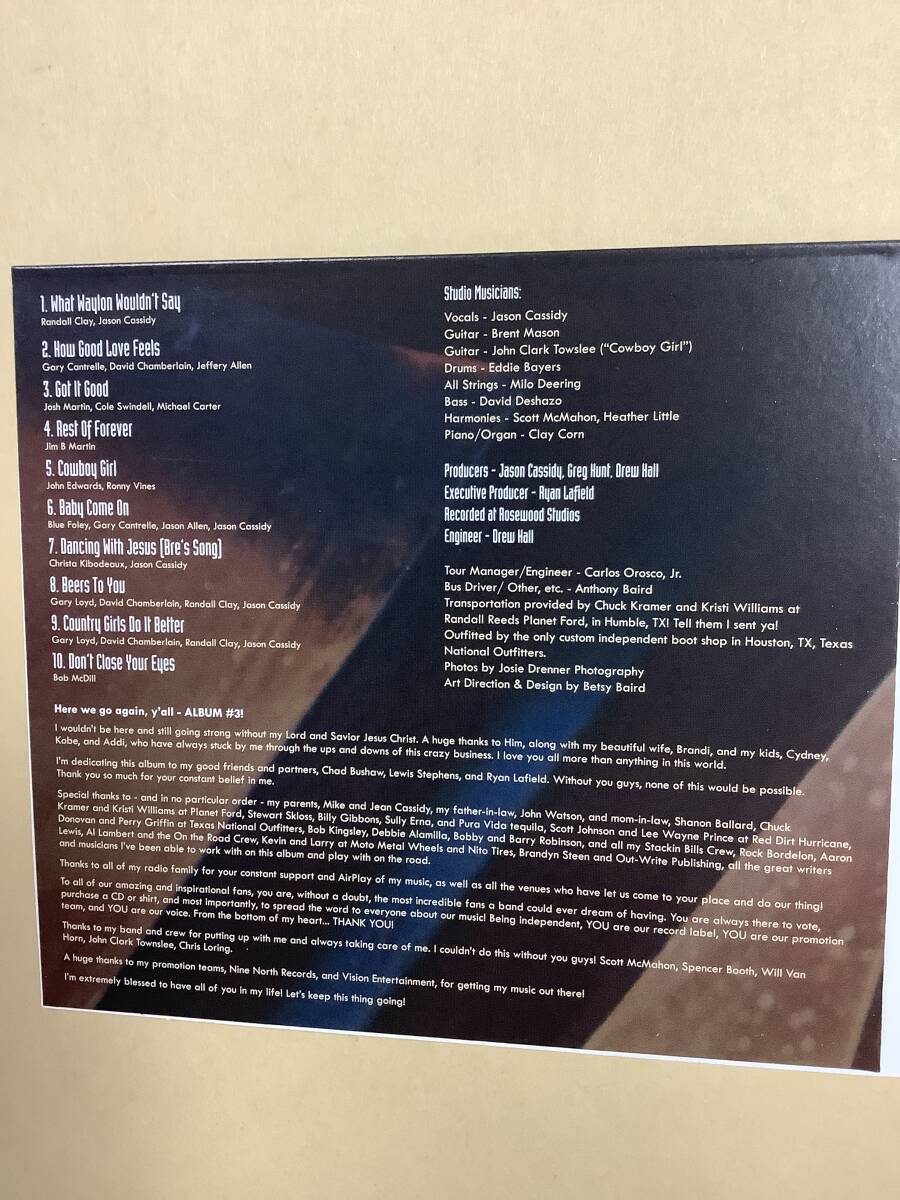 1. What Waylon Wouldn't Say
Randall Clay, Jason Cassidy
2. How Good Love Feels
Gary Cantrelle, David Chamberlain, Jeffery Allen
3. Got It Good
Josh Martin, Cole Swindell, Michael Carter
4. Rest Of Forever
Jim B Martin
5. Cowboy Girl
John Edwards, Ronny Vines
6. Baby Come On
Blue Foley, Gary Cantrelle, Jason Allen, Jason Cassidy
7. Dancing With Jesus (Bre's Song)
Christa Kibodeaux, Jason Cassidy
8. Beers To You
Gary Loyd, David Chamberlain, Randall Clay, Jason Cassidy
9. Country Girls Do It Better
Gary Loyd, David Chamberlain, Randall Clay, Jason Cassidy
10. Don't Close Your Eyes
Bob McDill
Studio Musicians:
Vocals - Jason Cassidy
Guitar - Brent Mason
Guitar - John Clark Towslee ("Cowboy Girl")
Drums - Eddie Bayers
All Strings - Milo Deering
Bass - David Deshazo
Harmonies - Scott McMahon, Heather Little
Piano/Organ - Clay Corn
Producers - Jason Cassidy, Greg Hunt, Drew Hall
Executive Producer - Ryan Lafield
Recorded at Rosewood Studios
Engineer - Drew Hall
Tour Manager/Engineer - Carlos Orosco, Jr.
Bus Driver/ Other, etc. - Anthony Baird
Transportation provided by Chuck Kramer and Kristi Williams at
Randall Reeds Planet Ford, in Humble, TX! Tell them I sent ya!
Outfitted by the only custom independent boot shop in Houston, TX, Texas
National Outfitters.
Photos by Josie Drenner Photography
Art Direction & Design by Betsy Baird
Here we go again, y'all - ALBUM #3!
I wouldn't be here and still going strong without my Lord and Savior Jesus Christ. A huge thanks to Him, along with my beautiful wife, Brandi, and my kids, Cydney,
Kobe, and Addi, who have always stuck by me through the ups and downs of this crazy business. I love you all more than anything in this world.
I'm dedicating this album to my good friends and partners, Chad Bushaw, Lewis Stephens, and Ryan Lafield. Without you guys, none of this would be possible.
Thank you so much for your constant belief in me.
Special thanks to - and in no particular order - my parents, Mike and Jean Cassidy, my father-in-law, John Watson, and mom-in-law, Shanon Ballard, Chuck
Kramer and Kristi Williams at Planet Ford, Stewart Skloss, Billy Gibbons, Sully Erna, and Pura Vida tequila, Scott Johnson and Lee Wayne Prince at Red Dirt Hurricane,
Donovan and Perry Griffin at Texas National Outfitters, Bob Kingsley, Debbie Alamilla, Bobby and Barry Robinson, and all my Stackin Bills Crew, Rock Bordelon, Aaron
Lewis, Al Lambert and the On the Road Crew, Kevin and Larry at Moto Metal Wheels and Nito Tires, Brandyn Steen and Out-Write Publishing, all the great writers
and musicians I've been able to work with on this album and play with on the road.
Thanks to all of my radio family for your constant support and AirPlay of my music, as well as all the venues who have let us come to your place and do our thing!
To all of our amazing and inspirational fans, you are, without a doubt, the most incredible fans a band could ever dream of having. You are always there to vote,
purchase a CD or shirt, and most importantly, to spread the word to everyone about our music! Being independent, YOU are our record label, YOU are our promotion
team, and YOU are our voice. From the bottom of my heart... THANK YOU!
Thanks to my band and crew for putting up with me and always taking care of me. I couldn't do this without you guys! Scott McMahon, Spencer Booth, Will Van
Horn, John Clark Townslee, Chris Loring.
A huge thanks to my promotion teams, Nine North Records, and Vision Entertainment, for getting my music out there!
I'm extremely blessed to have all of you in my life! Let's keep this thing going!